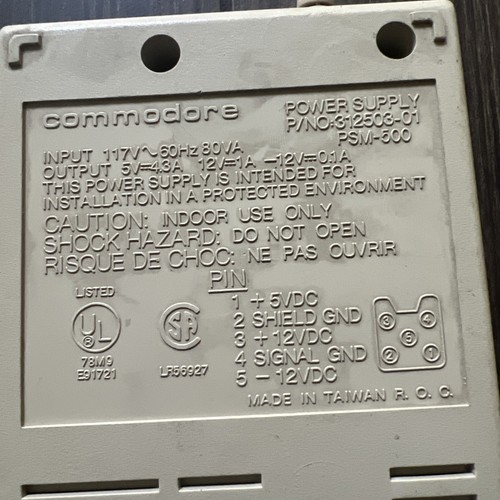 commodore
POWER SUPPLY
P/NO:312503-01
PSM-500
INPUT 117V~60Hz 80VA
OUTPUT 5V⎓4.3A 12V⎓1A -12V⎓0.1A
THIS POWER SUPPLY IS INTENDED FOR
INSTALLATION IN A PROTECTED ENVIRONMENT
CAUTION: INDOOR USE ONLY
SHOCK HAZARD: DO NOT OPEN
RISQUE DE CHOC: NE PAS OUVRIR
PIN
1 +5VDC
2 SHIELD GND
3 +12VDC
4 SIGNAL GND
5 -12VDC
LISTED
UL
®
78M9
E91721
SA
LR56927
MADE IN TAIWAN R.O.C.